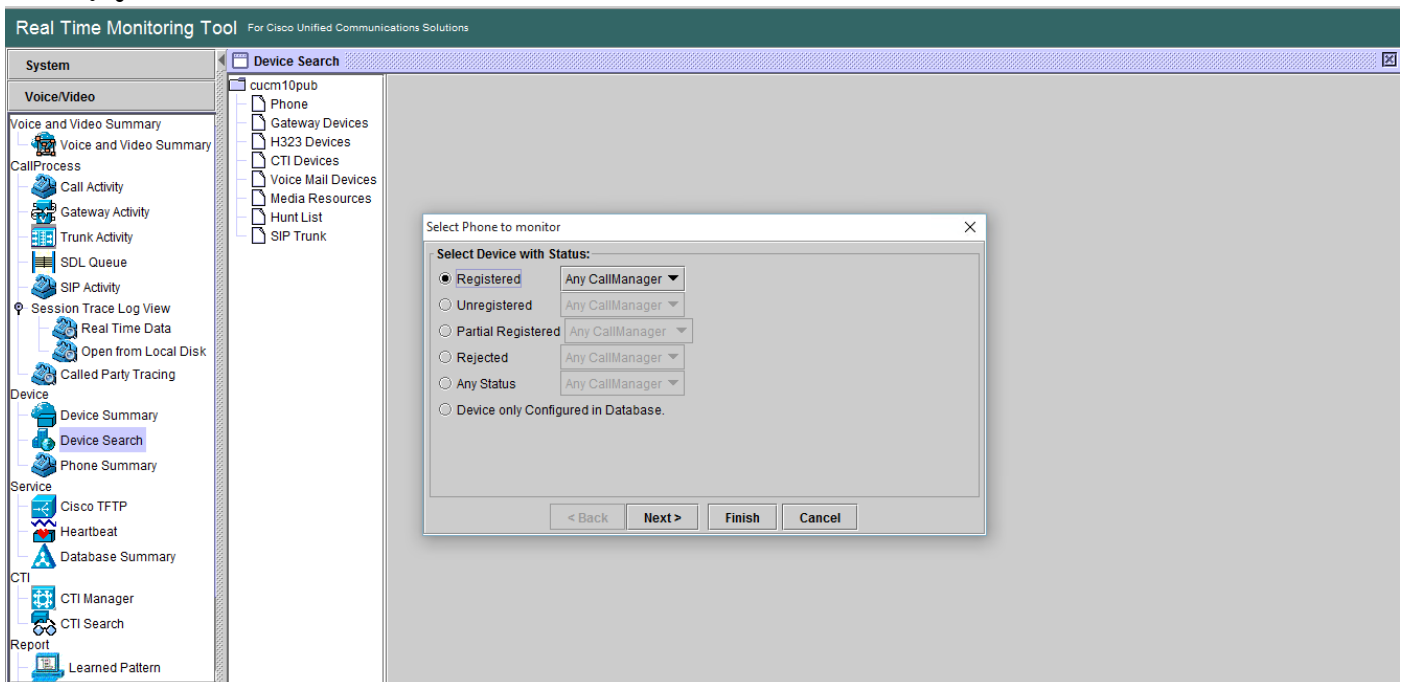 Real Time Monitoring Tool For Cisco Unified Communications Solutions
System
Voice/Video
Voice and Video Summary
Voice and Video Summary
CallProcess
Call Activity
Gateway Activity
Trunk Activity
SDL Queue
SIP Activity
Session Trace Log View
Real Time Data
Open from Local Disk
Called Party Tracing
Device
Device Summary
Device Search
Phone Summary
Service
Cisco TFTP
Heartbeat
Database Summary
CTI
CTI Manager
CTI Search
Report
Learned Pattern
Device Search
cucm10pub
Phone
Gateway Devices
H323 Devices
CTI Devices
Voice Mail Devices
Media Resources
Hunt List
SIP Trunk
Select Phone to monitor
Select Device with Status:
Registered Any CallManager
Unregistered Any CallManager
Partial Registered Any CallManager
Rejected Any CallManager
Any Status Any CallManager
Device only Configured in Database.
< Back Next > Finish Cancel